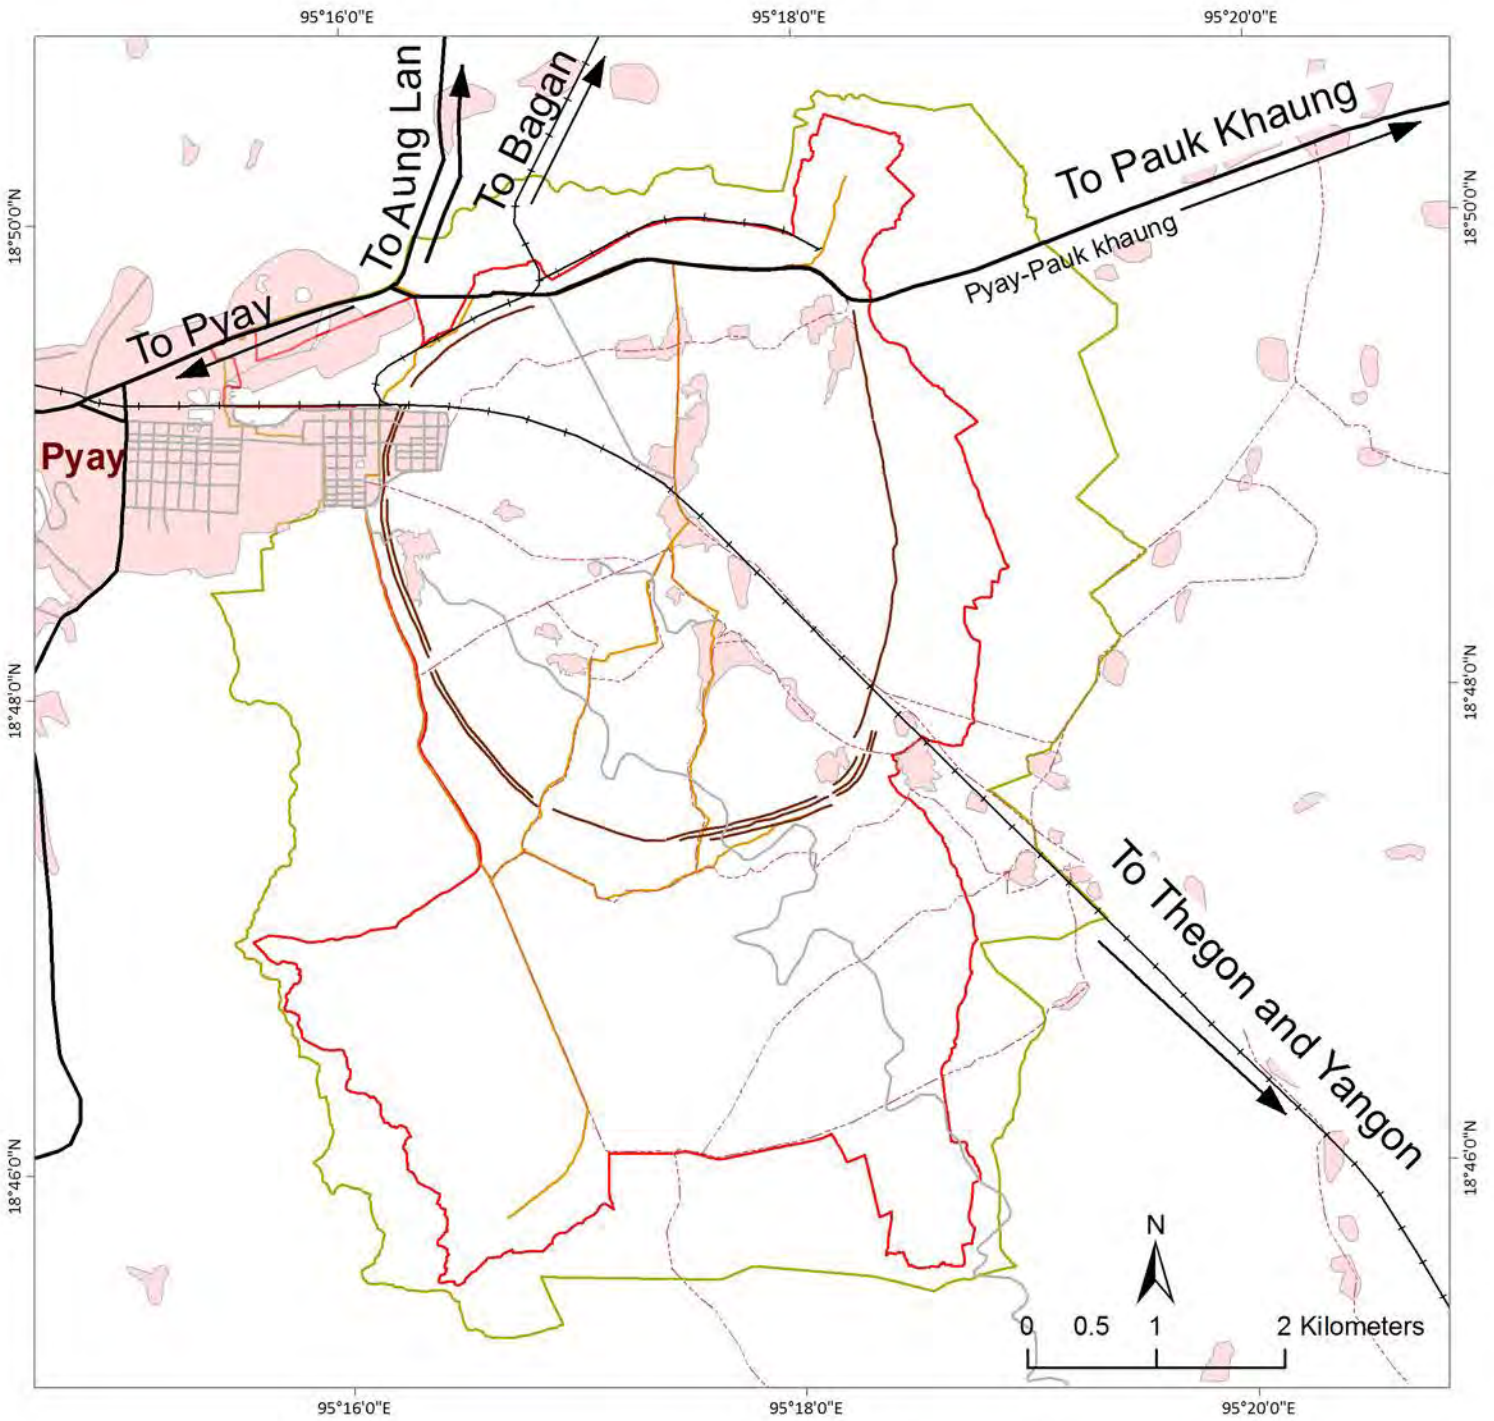 95°16'0"E
95°18'0"E
95°20'0"E
To Aung Lan
To Bagan
To Pauk Khaung
Pyay-Pauk khaung
18°50'0"N
18°50'0"N
To Pyay
Pyay
18°48'0"N
18°48'0"N
To Thegon and Yangon
18°46'0"N
18°46'0"N
N
0 0.5 1 2 Kilometers
95°16'0"E
95°18'0"E
95°20'0"E